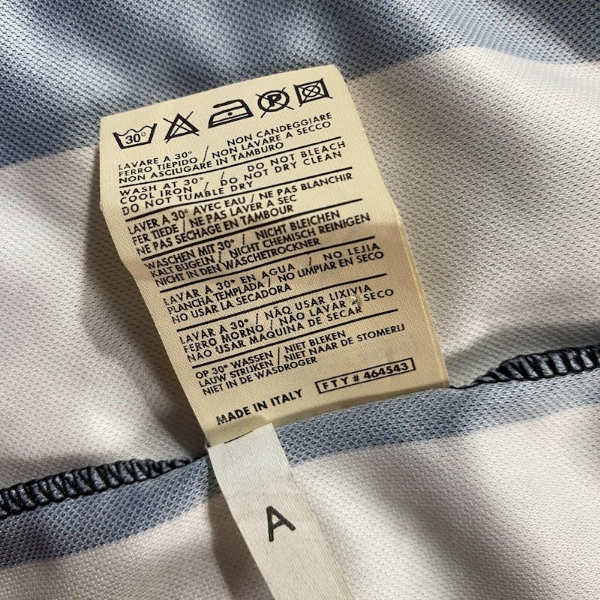 30°
P
LAVARE A 30° / NON CANDEGGIARE
FERRO TIEPIDO / NON LAVARE A SECCO
NON ASCIUGARE IN TAMBURO
WASH AT 30° / DO NOT BLEACH
COOL IRON / DO NOT DRY CLEAN
DO NOT TUMBLE DRY
LAVER À 30° AVEC EAU / NE PAS BLANCHIR
FER TIEDE / NE PAS LAVER A SEC
NE PAS SECHAGE EN TAMBOUR
WASCHEN MIT 30° / NICHT BLEICHEN
KALT BUGELN / NICHT CHEMISCH REINIGEN
NICHT IN DEN WÄSCHETROCKNER
LAVAR A 30° EN AGUA / NO LEJIA
PLANCHA TEMPLADA / NO LIMPIAR EN SECO
NO USAR LA SECADORA
LAVAR A 30° / NÃO USAR LIXIVIA
FERRO MORNO / NÃO LAVAR A SECO
NÃO USAR MAQUINA DE SECAR
OP 30° WASSEN / NIET BLEKEN
LAUW STRIJKEN / NIET NAAR DE STOMERIJ
NIET IN DE WASDROGER
MADE IN ITALY
FTY # 464543
A